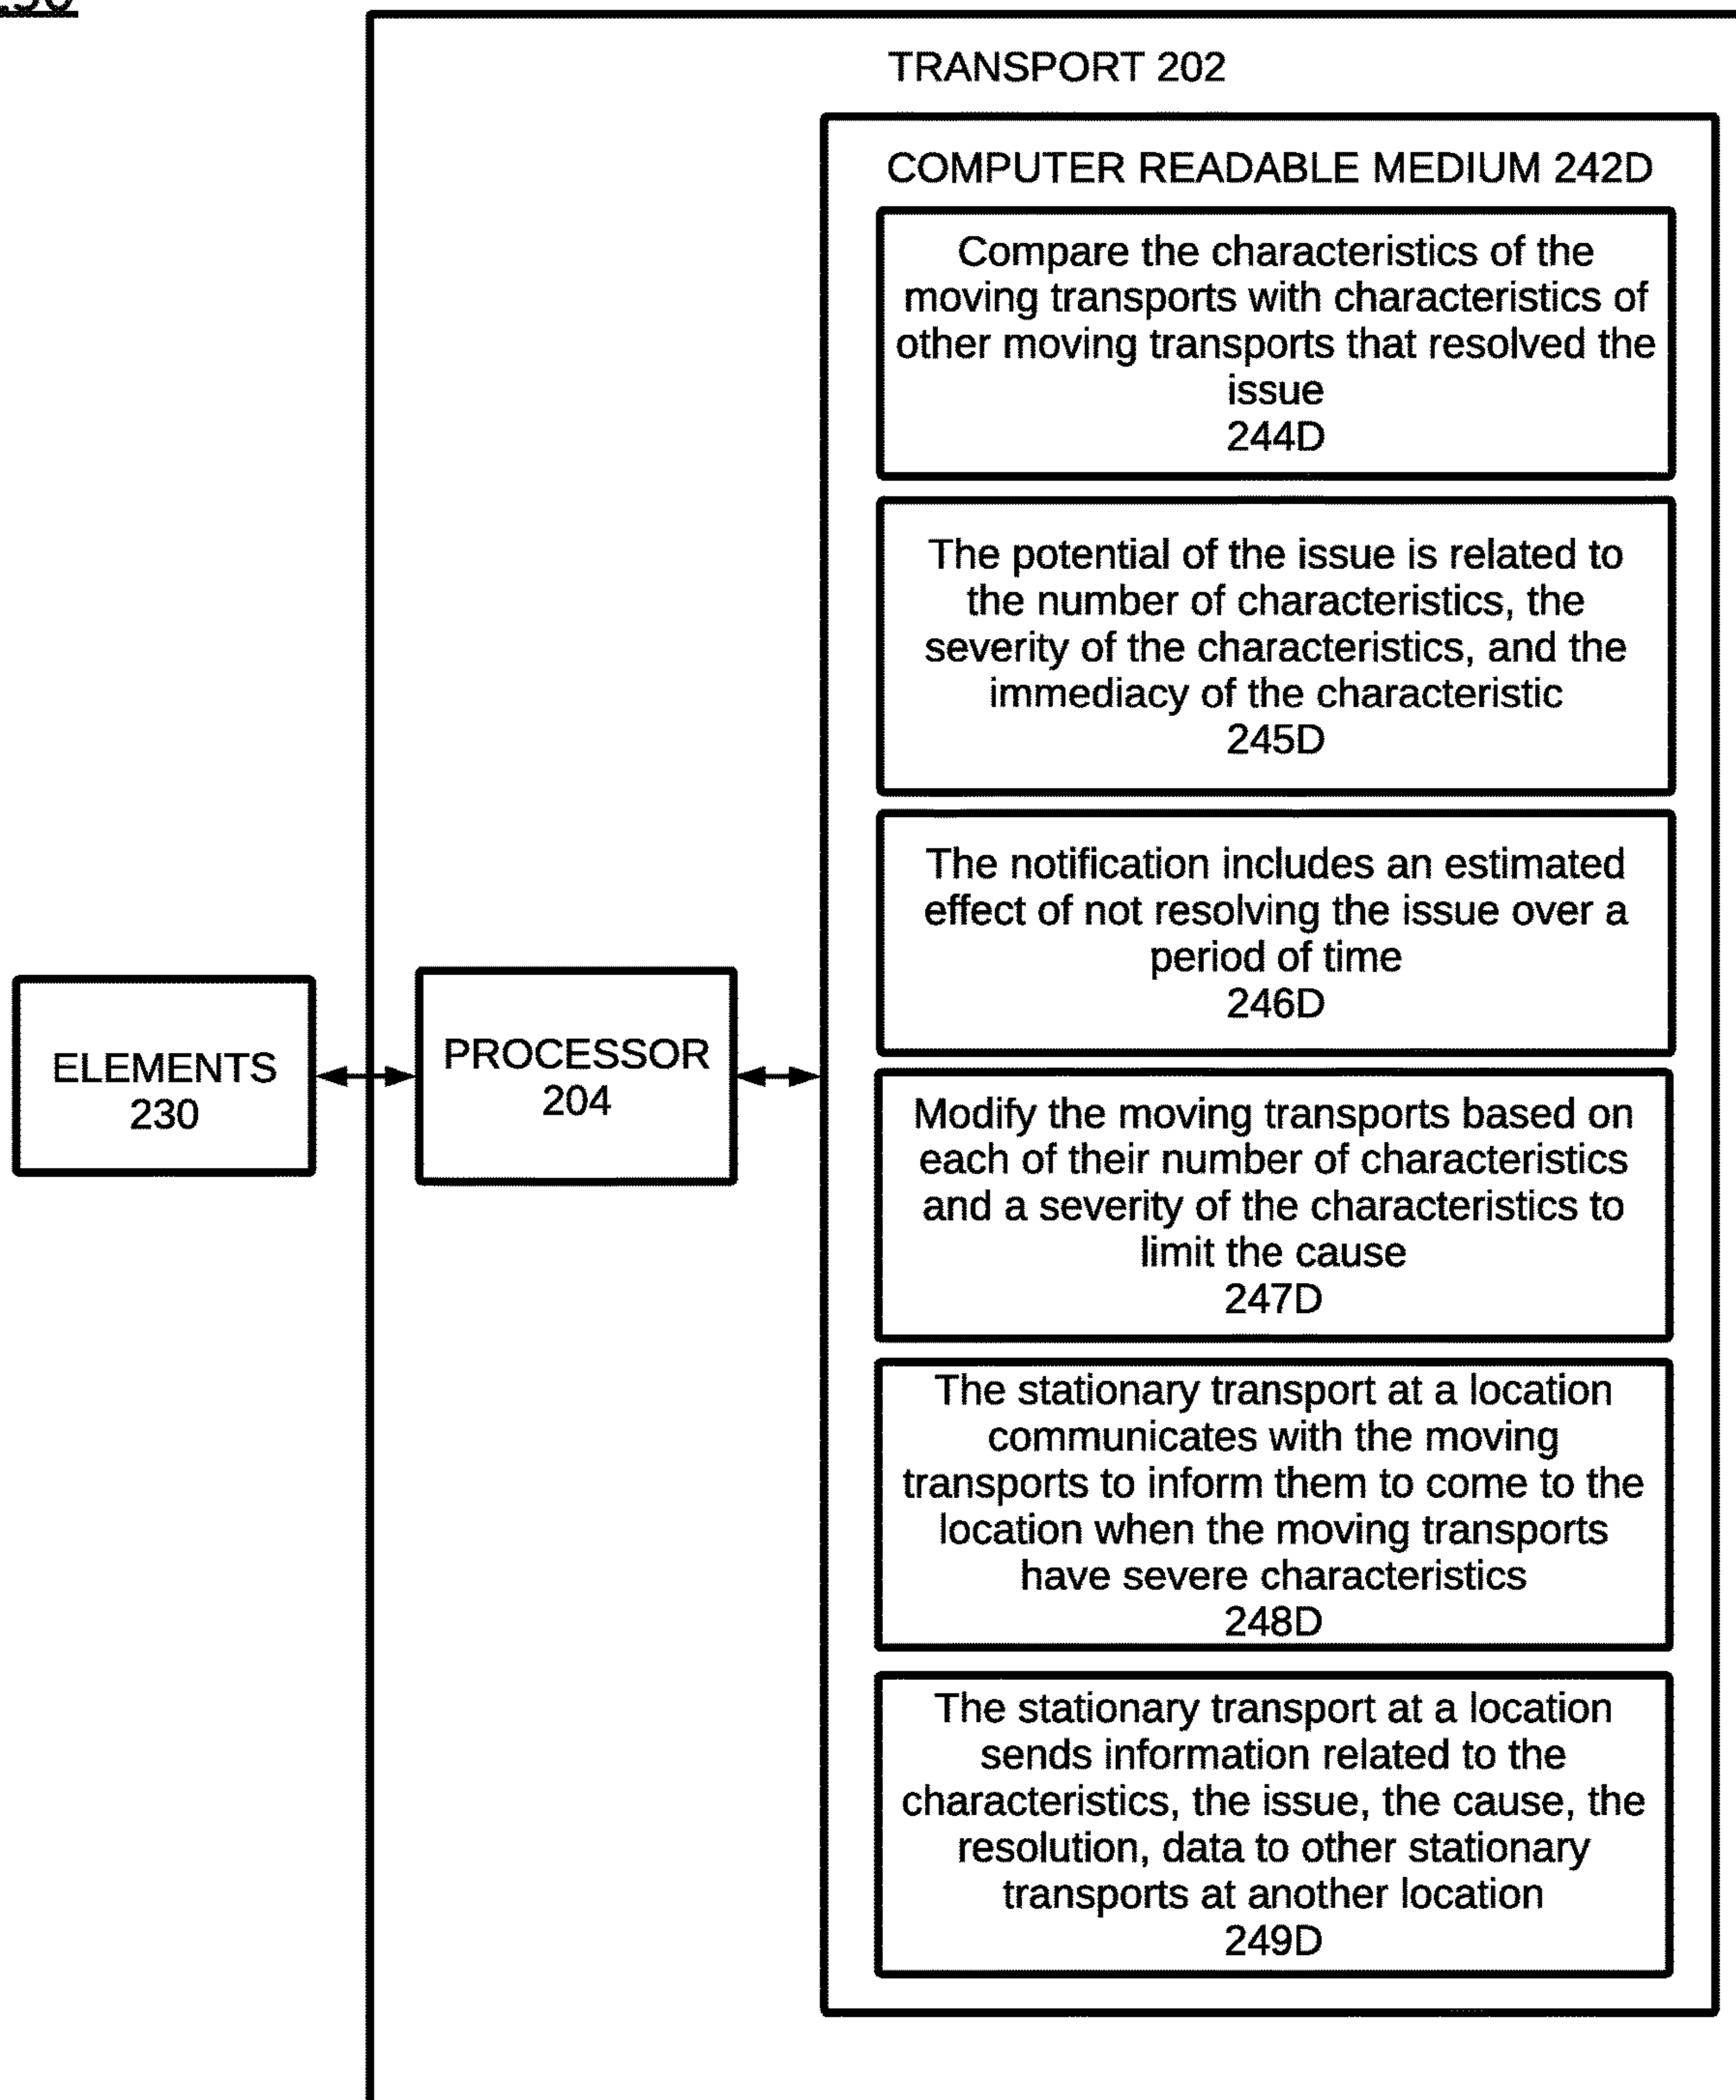 TRANSPORT 202
COMPUTER READABLE MEDIUM 242D
Compare the characteristics of the
moving transports with characteristics of
other moving transports that resolved the
issue
244D
The potential of the issue is related to
the number of characteristics, the
severity of the characteristics, and the
immediacy of the characteristic
245D
The notification includes an estimated
effect of not resolving the issue over a
period of time
246D
ELEMENTS
230
PROCESSOR
204
Modify the moving transports based on
each of their number of characteristics
and a severity of the characteristics to
limit the cause
247D
The stationary transport at a location
communicates with the moving
transports to inform them to come to the
location when the moving transports
have severe characteristics
248D
The stationary transport at a location
sends information related to the
characteristics, the issue, the cause, the
resolution, data to other stationary
transports at another location
249D